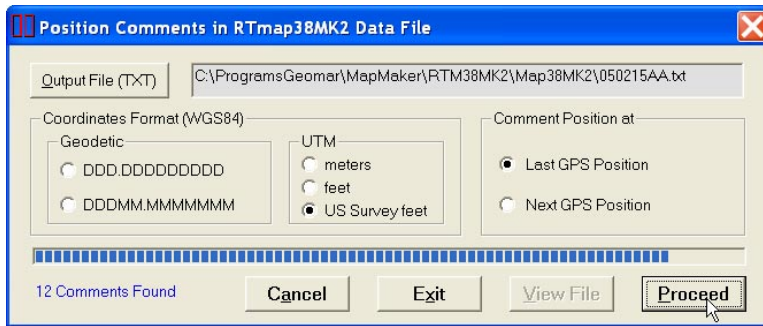 Position Comments in RTmap38MK2 Data File
Output File (TXT)
C:\ProgramsGeomar\MapMaker\RTM38MK2\Map38MK2\050215AA.txt
Coordinates Format (WGS84)
Geodetic
DDD.DDDDDDDDD
DDDMM.MMMMMMM
UTM
meters
feet
US Survey feet
Comment Position at
Last GPS Position
Next GPS Position
12 Comments Found
Cancel
Exit
View File
Proceed